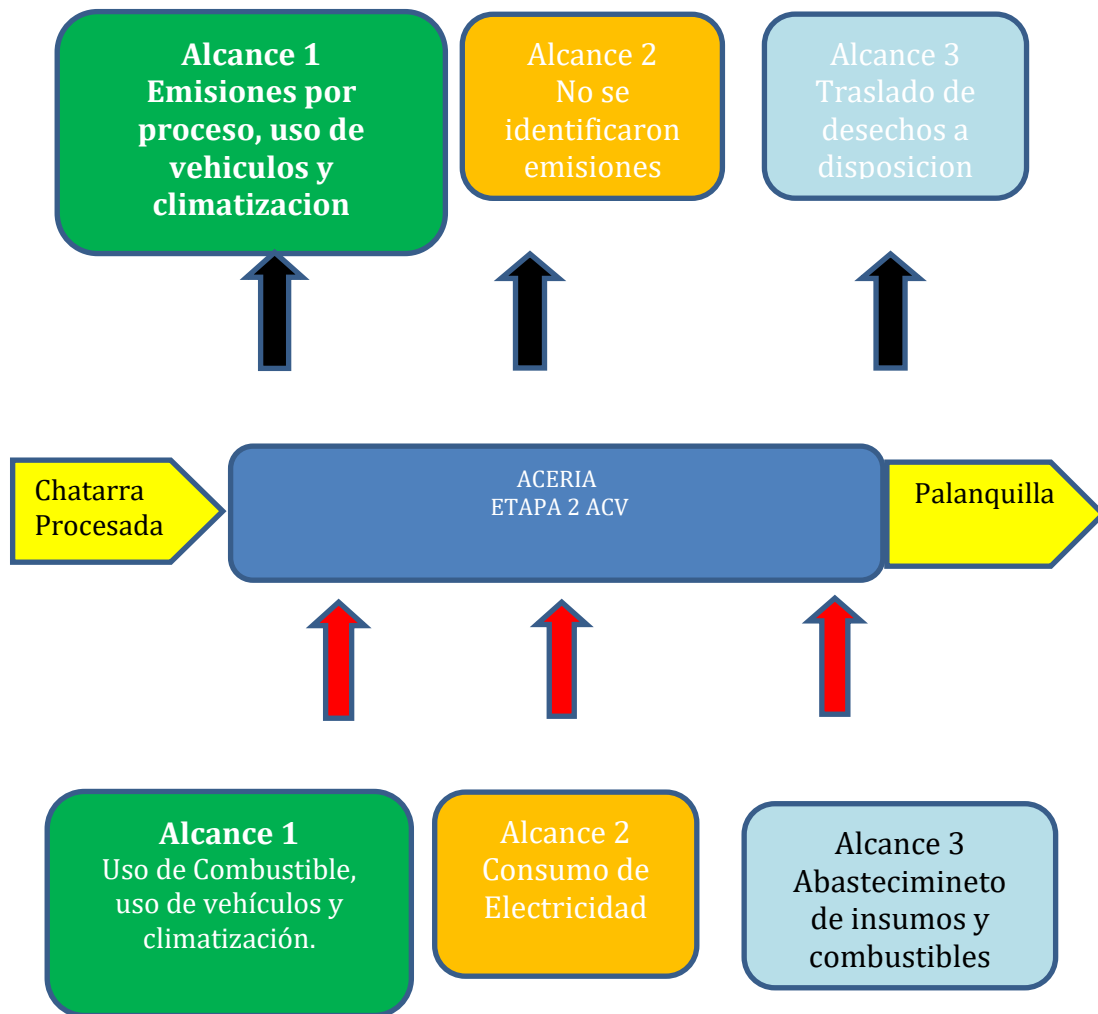 Alcance 1
Emisiones por
proceso, uso de
vehiculos y
climatizacion
Alcance 2
No se
identificaron
emisiones
Alcance 3
Traslado de
desechos a
disposicion
Chatarra
Procesada
ACERIA
ETAPA 2 ACV
Palanquilla
Alcance 1
Uso de Combustible,
uso de vehículos y
climatización.
Alcance 2
Consumo de
Electricidad
Alcance 3
Abastecimineto
de insumos y
combustibles